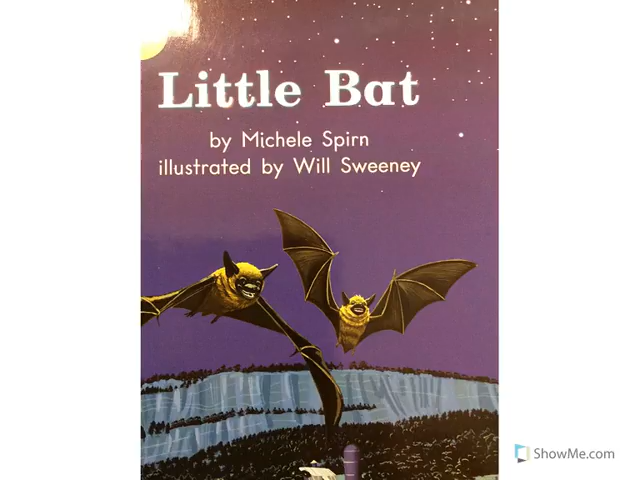 Little Bat
by Michele Spirn
illustrated by Will Sweeney
ShowMe.com